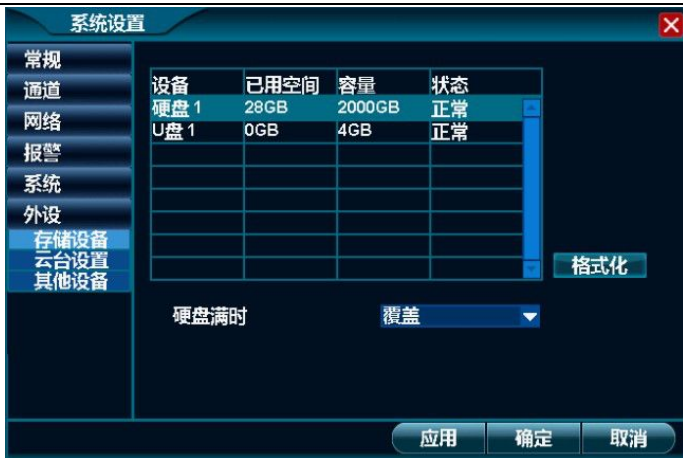 系统设置
常规
通道
网络
报警
系统
外设
存储设备
云台设置
其他设备
设备 已用空间 容量 状态
硬盘1 28GB 2000GB 正常
U盘1 0GB 4GB 正常
格式化
硬盘满时 覆盖
应用 确定 取消